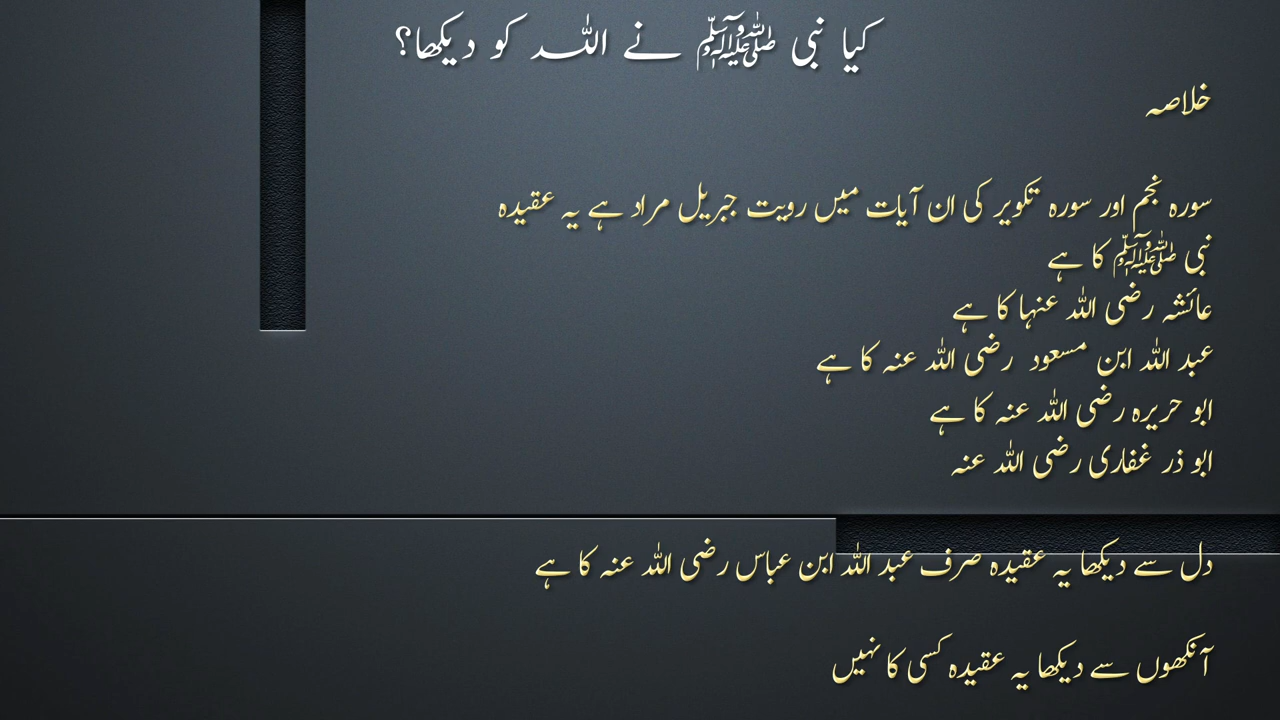 کیا نبی ﷺ نے اللہ کو دیکھا؟
خلاصہ
سورہ نجم اور سورہ تکویر کی ان آیات میں رویت جبریل مراد ہے یہ عقیدہ
نبی ﷺ کا ہے
عائشہ رضی اللہ عنہا کا ہے
عبد اللہ ابن مسعود رضی اللہ عنہ کا ہے
ابو حریرہ رضی اللہ عنہ کا ہے
ابو ذر غفاری رضی اللہ عنہ
دل سے دیکھا یہ عقیدہ صرف عبد اللہ ابن عباس رضی اللہ عنہ کا ہے
آنکھوں سے دیکھا یہ عقیدہ کسی کا نہیں